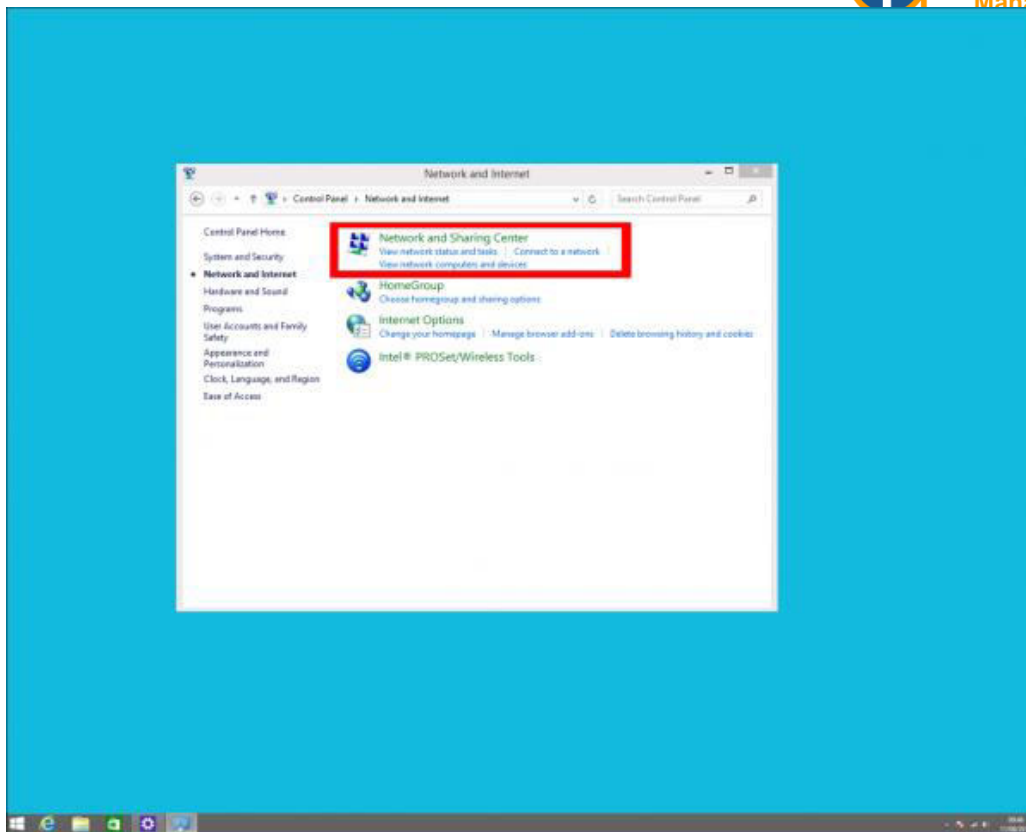 Network and Internet
Control Panel › Network and Internet
Search Control Panel
Control Panel Home
System and Security
Network and Internet
Hardware and Sound
Programs
User Accounts and Family
Safety
Appearance and
Personalization
Clock, Language, and Region
Ease of Access
Network and Sharing Center
View network status and tasks
Connect to a network
View network computers and devices
HomeGroup
Choose homegroup and sharing options
Internet Options
Change your homepage
Manage browser add-ons
Delete browsing history and cookies
Intel® PROSet/Wireless Tools